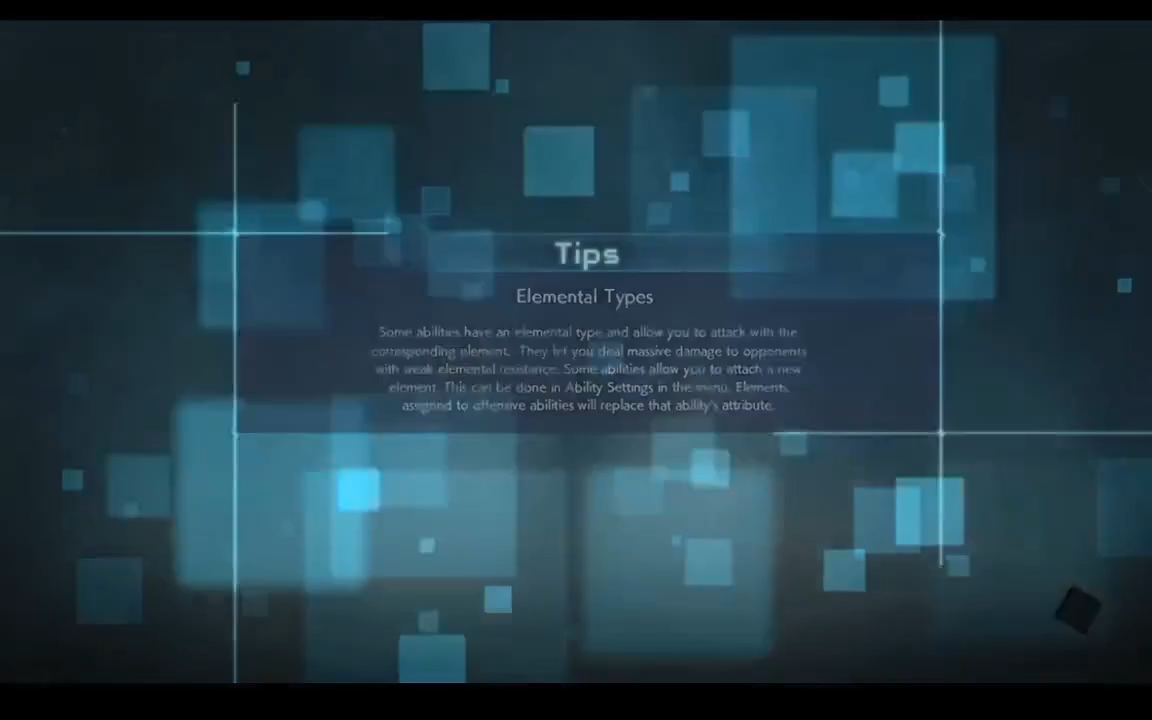 Tips
Elemental Types
Some abilities have an elemental type and allow you to attack with the
corresponding element. They let you deal massive damage to opponents
with weak elemental resistance. Some abilities allow you to attach a new
element. This can be done in Ability Settings in the menu. Elements
assigned to offensive abilities will replace that ability's attribute.